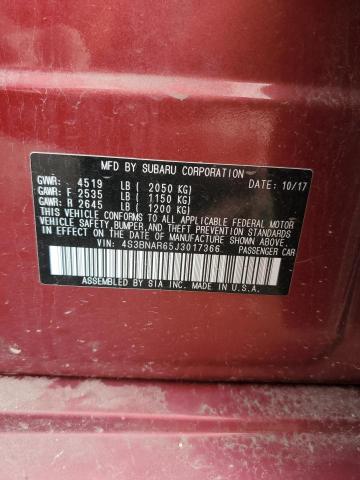 MFD BY SUBARU CORPORATION
GVWR: 4519 LB ( 2050 KG) DATE: 10/17
GAWR: F 2535 LB ( 1150 KG)
GAWR: R 2645 LB ( 1200 KG)
THIS VEHICLE CONFORMS TO ALL APPLICABLE FEDERAL MOTOR
VEHICLE SAFETY, BUMPER, AND THEFT PREVENTION STANDARDS
IN EFFECT ON THE DATE OF MANUFACTURE SHOWN ABOVE.
VIN: 4S3BNAR65J3017366 PASSENGER CAR
ASSEMBLED BY SIA INC. MADE IN U.S.A.